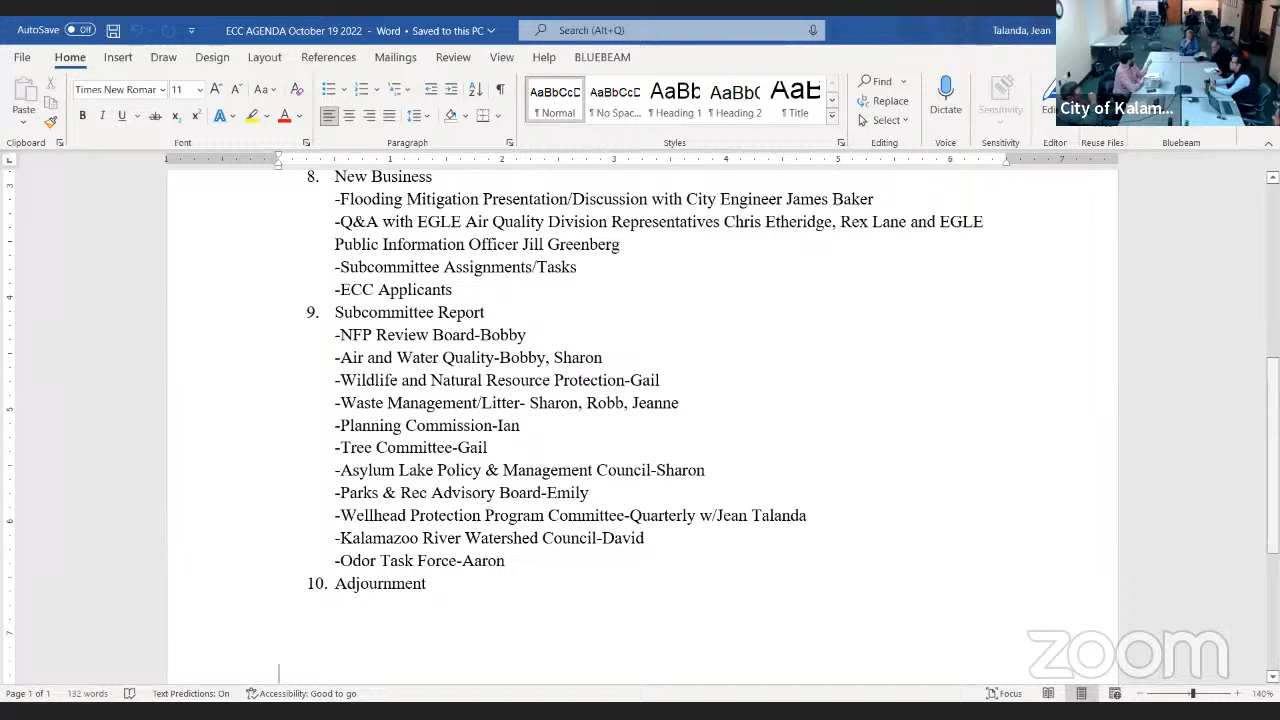 AutoSave Off ECC AGENDA October 19 2022 - Word • Saved to this PC Search (Alt+Q) Talanda, Jean
File Home Insert Draw Design Layout References Mailings Review View Help BLUEBEAM
Paste Times New Roman 11 Aa AaBbCcD AaBbCcD AaBbC AaBbCc AaB Find Replace Select Dictate Sensitivity
B U ab x₂ x² A A ¶ Normal ¶ No Spac... Heading 1 Heading 2 Title Editor Reuse Files Bluebeam
City of Kalam...
Clipboard Font Paragraph Styles Editing Voice Sensitivity Editor Reuse Files Bluebeam
8. New Business
-Flooding Mitigation Presentation/Discussion with City Engineer James Baker
-Q&A with EGLE Air Quality Division Representatives Chris Etheridge, Rex Lane and EGLE
Public Information Officer Jill Greenberg
-Subcommittee Assignments/Tasks
-ECC Applicants
9. Subcommittee Report
-NFP Review Board-Bobby
-Air and Water Quality-Bobby, Sharon
-Wildlife and Natural Resource Protection-Gail
-Waste Management/Litter- Sharon, Robb, Jeanne
-Planning Commission-Ian
-Tree Committee-Gail
-Asylum Lake Policy & Management Council-Sharon
-Parks & Rec Advisory Board-Emily
-Wellhead Protection Program Committee-Quarterly w/Jean Talanda
-Kalamazoo River Watershed Council-David
-Odor Task Force-Aaron
10. Adjournment
zoom
Page 1 of 1 132 words Text Predictions: On Accessibility: Good to go Focus 140%